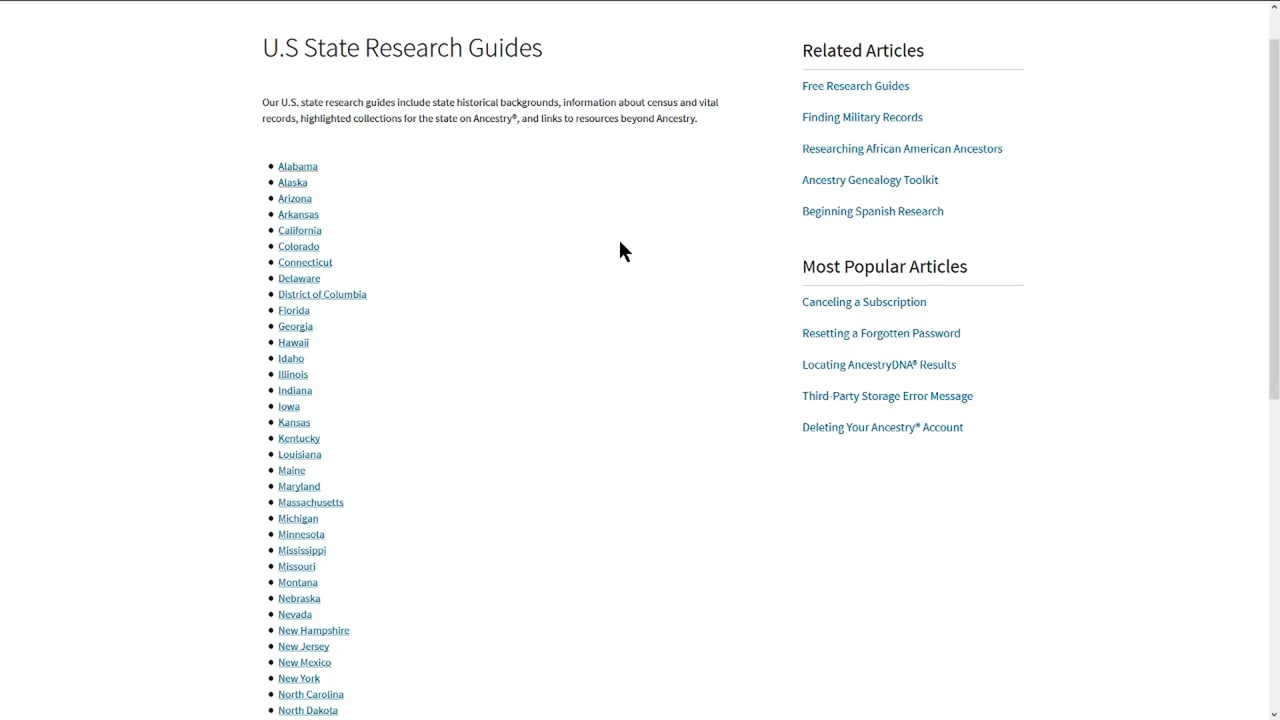 U.S State Research Guides
Our U.S. state research guides include state historical backgrounds, information about census and vital
records, highlighted collections for the state on Ancestry®, and links to resources beyond Ancestry.
Alabama
Alaska
Arizona
Arkansas
California
Colorado
Connecticut
Delaware
District of Columbia
Florida
Georgia
Hawaii
Idaho
Illinois
Indiana
Iowa
Kansas
Kentucky
Louisiana
Maine
Maryland
Massachusetts
Michigan
Minnesota
Mississippi
Missouri
Montana
Nebraska
Nevada
New Hampshire
New Jersey
New Mexico
New York
North Carolina
North Dakota
Related Articles
Free Research Guides
Finding Military Records
Researching African American Ancestors
Ancestry Genealogy Toolkit
Beginning Spanish Research
Most Popular Articles
Canceling a Subscription
Resetting a Forgotten Password
Locating AncestryDNA® Results
Third-Party Storage Error Message
Deleting Your Ancestry® Account